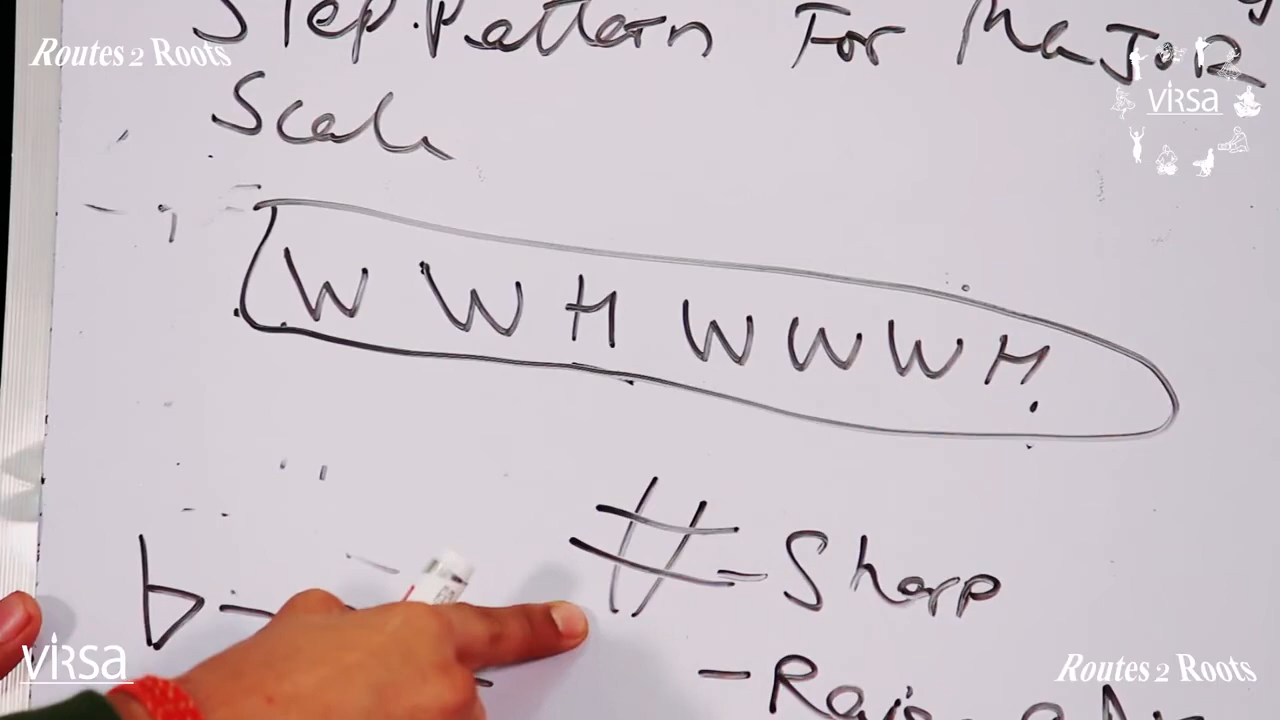 Step.Pattern For MaJoR
Routes 2 Roots
VIRSA
Scale
W W H W W W H.
# - Sharp
b -
VIRSA
Routes 2 Roots